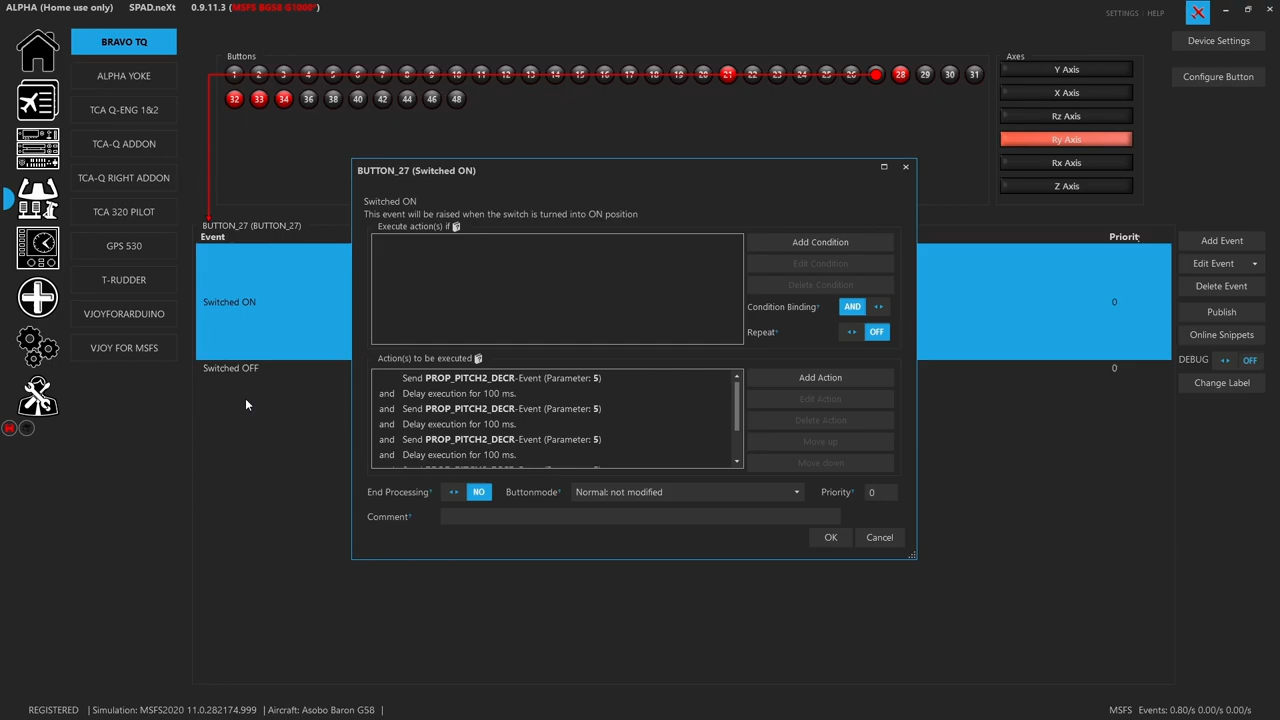 ALPHA (Home use only) SPAD.neXt 0.9.11.3 (MSFS BG58 G1000*)
SETTINGS | HELP
BRAVO TQ
ALPHA YOKE
TCA Q-ENG 1&2
TCA-Q ADDON
TCA-Q RIGHT ADDON
TCA 320 PILOT
GPS 530
T-RUDDER
VJOYFORARDUINO
VJOY FOR MSFS
Buttons
1 2 3 4 5 6 7 8 9 10 11 12 13 14 15 16 17 18 19 20 21 22 23 24 25 26 28 29 30 31
32 33 34 36 38 40 42 44 46 48
Axes
Y Axis
X Axis
Rz Axis
Ry Axis
Rx Axis
Z Axis
Device Settings
Configure Button
BUTTON_27 (BUTTON_27)
Event
Priorit
Switched ON
0
Switched OFF
0
Add Event
Edit Event
Delete Event
Publish
Online Snippets
DEBUG OFF
Change Label
BUTTON_27 (Switched ON)
Switched ON
This event will be raised when the switch is turned into ON position
Execute action(s) if
Add Condition
Edit Condition
Delete Condition
Condition Binding* AND
Repeat* OFF
Action(s) to be executed
Send PROP_PITCH2_DECR-Event (Parameter: 5)
and Delay execution for 100 ms.
and Send PROP_PITCH2_DECR-Event (Parameter: 5)
and Delay execution for 100 ms.
and Send PROP_PITCH2_DECR-Event (Parameter: 5)
and Delay execution for 100 ms.
Add Action
Edit Action
Delete Action
Move up
Move down
End Processing? NO Buttonmode? Normal: not modified Priority? 0
Comment*
OK Cancel
REGISTERED | Simulation: MSFS2020 11.0.282174.999 | Aircraft: Asobo Baron G58 |
MSFS Events: 0.80/s 0.00/s 0.00/s